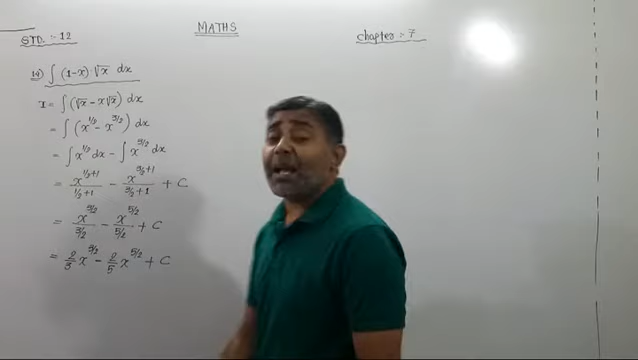 MATHS
STD. :- 12
chapter :- 7
14) ∫ (1-x) √x dx
I = ∫ (√x - x√x) dx
= ∫ (x^1/2 - x^3/2) dx
= ∫ x^1/2 dx - ∫ x^3/2 dx
= x^(1/2+1)/(1/2+1) - x^(3/2+1)/(3/2+1) + C
= x^3/2/(3/2) - x^5/2/(5/2) + C
= 2/3 x^3/2 - 2/5 x^5/2 + C